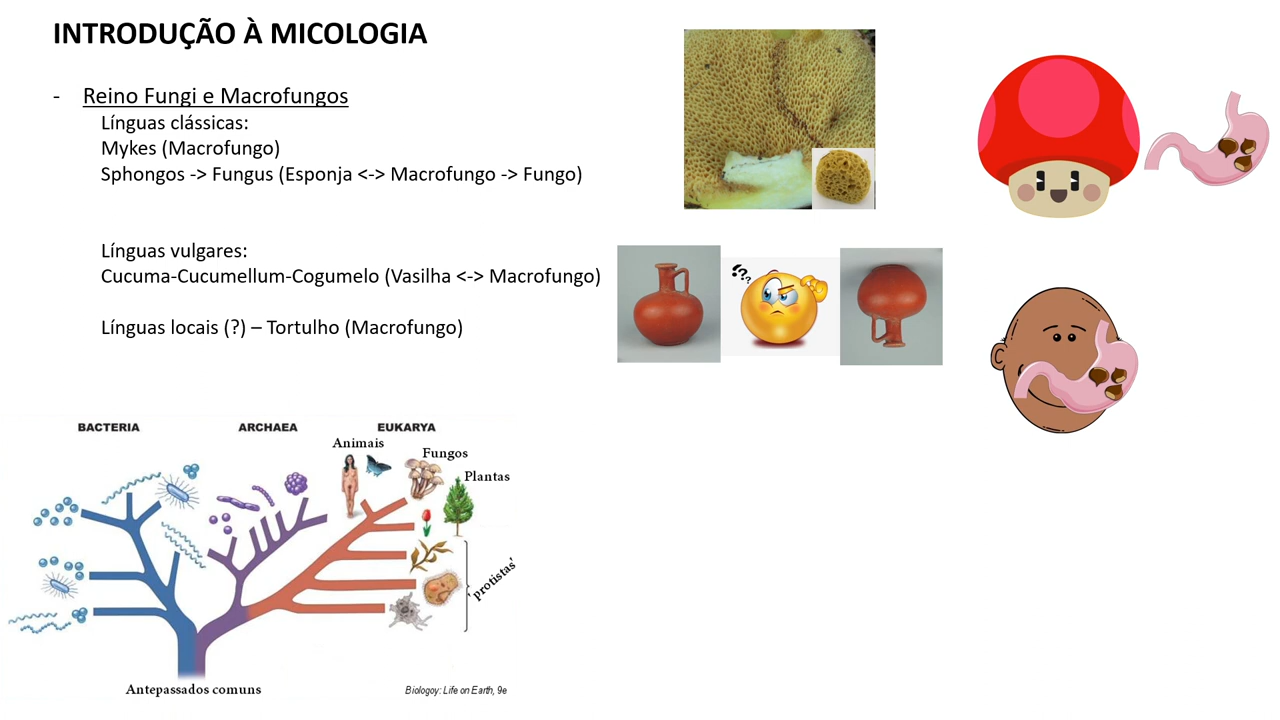 INTRODUÇÃO À MICOLOGIA
- Reino Fungi e Macrofungos
Línguas clássicas:
Mykes (Macrofungo)
Sphongos -> Fungus (Esponja <-> Macrofungo -> Fungo)
Línguas vulgares:
Cucuma-Cucumellum-Cogumelo (Vasilha <-> Macrofungo)
Línguas locais (?) – Tortulho (Macrofungo)
???
BACTERIA
ARCHAEA
EUKARYA
Animais
Fungos
Plantas
'protistas'
Antepassados comuns
Biologoy: Life on Earth, 9e